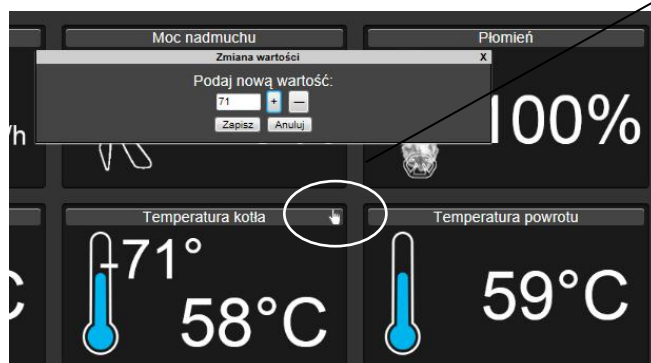 Moc nadmuchu
Płomień
Zmiana wartości X
Podaj nową wartość:
71 + —
Zapisz Anuluj
/h
100%
Temperatura kotła
Temperatura powrotu
71°
58°C
59°C
C